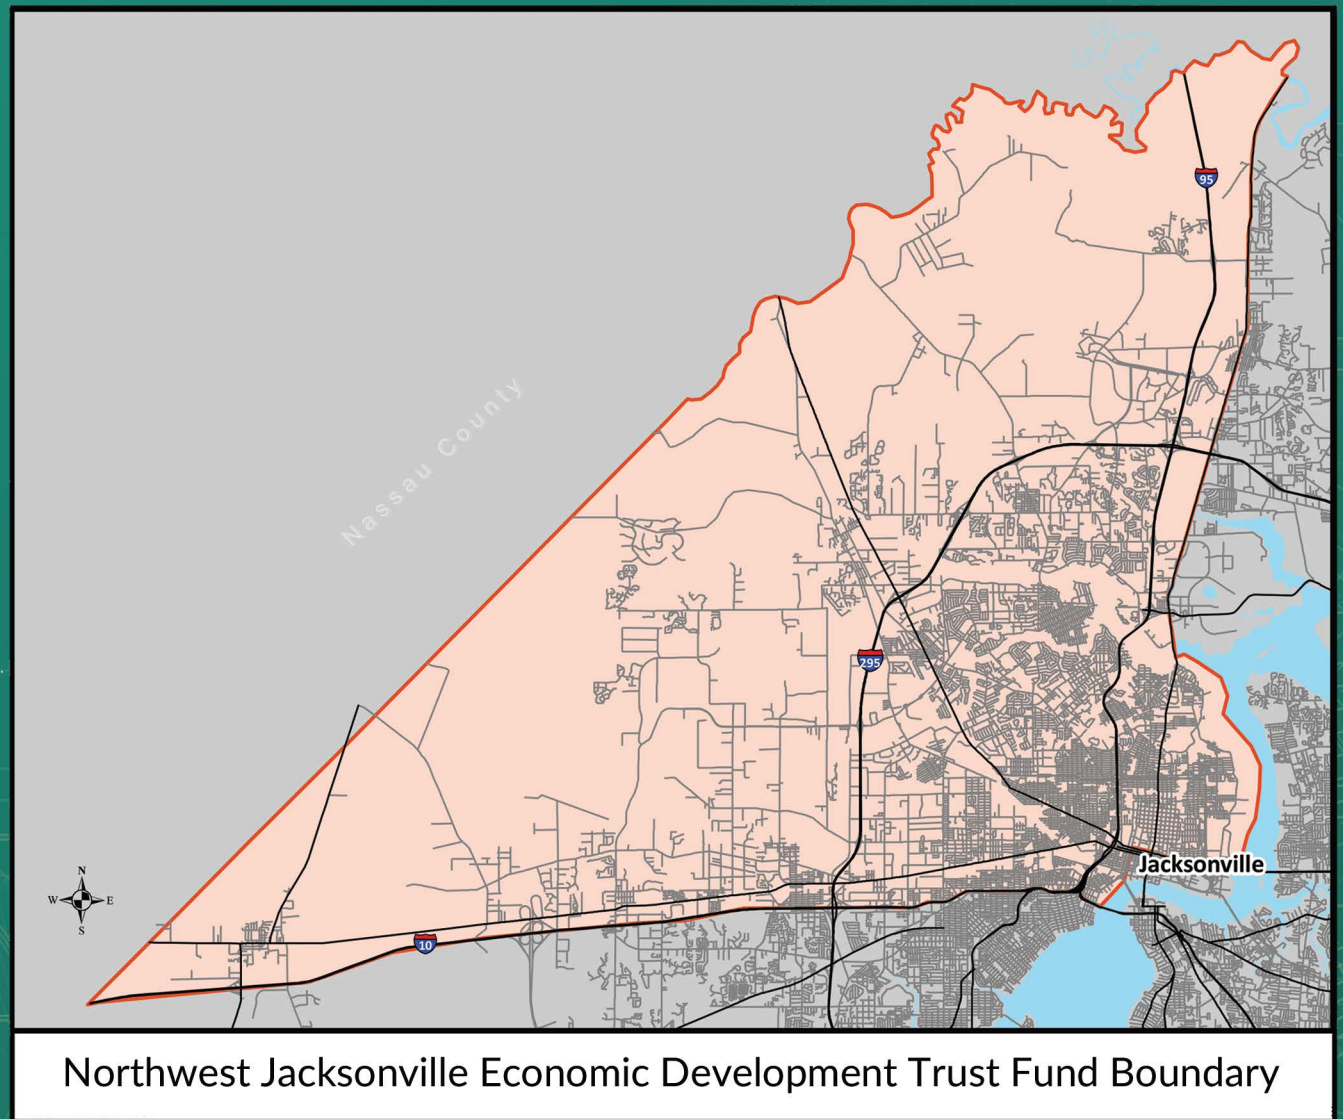 95
Nassau County
295
Jacksonville
N
W
E
S
10
Northwest Jacksonville Economic Development Trust Fund Boundary